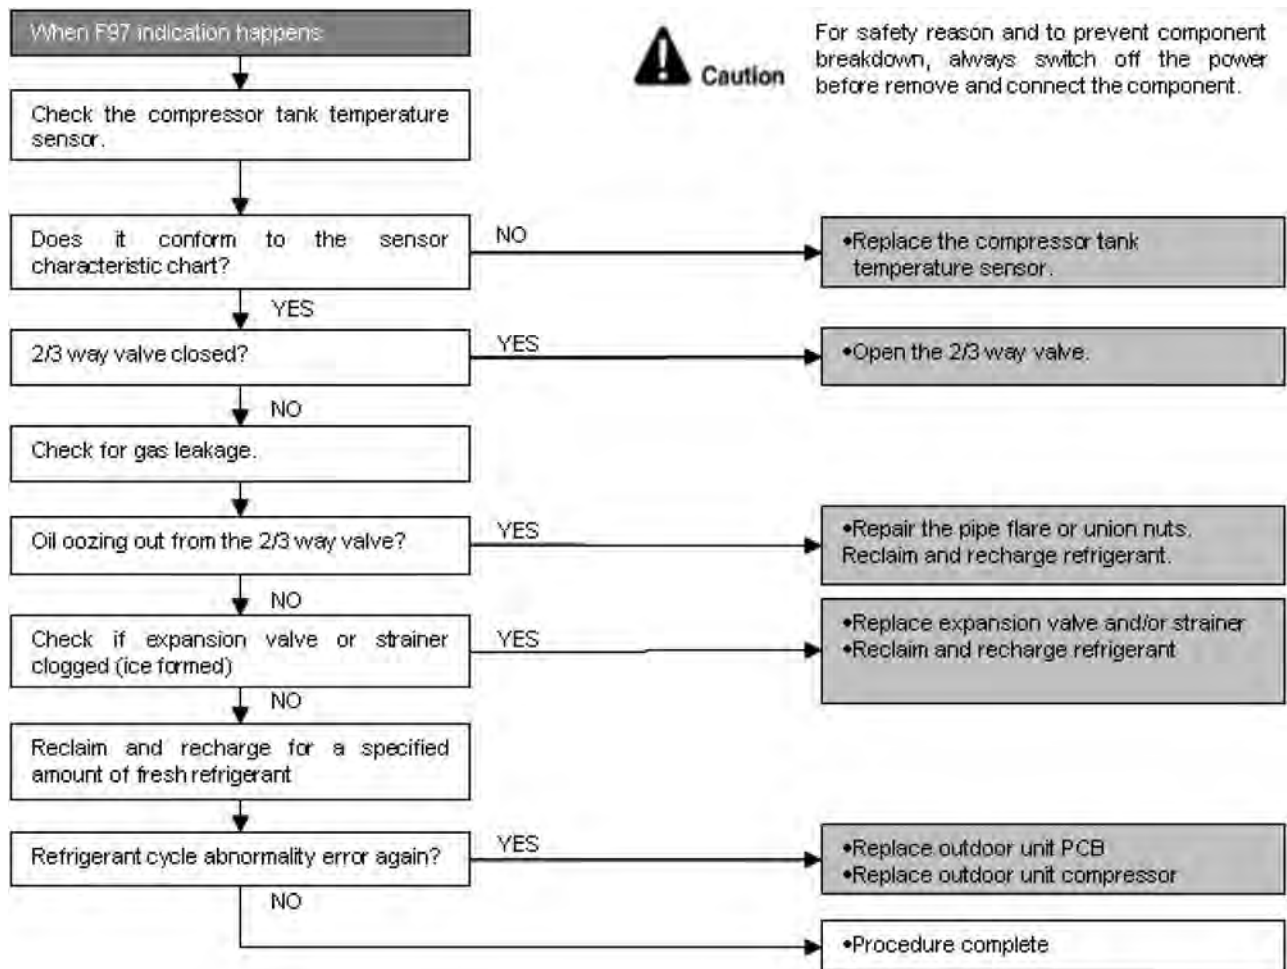 When F97 indication happens
Caution
For safety reason and to prevent component
breakdown, always switch off the power
before remove and connect the component.
Check the compressor tank temperature
sensor.
Does it conform to the sensor
characteristic chart?
NO
•Replace the compressor tank
temperature sensor.
YES
2/3 way valve closed?
YES
•Open the 2/3 way valve.
NO
Check for gas leakage.
Oil oozing out from the 2/3 way valve?
YES
•Repair the pipe flare or union nuts.
Reclaim and recharge refrigerant.
NO
Check if expansion valve or strainer
clogged (ice formed)
YES
•Replace expansion valve and/or strainer
•Reclaim and recharge refrigerant
NO
Reclaim and recharge for a specified
amount of fresh refrigerant
Refrigerant cycle abnormality error again?
YES
•Replace outdoor unit PCB
•Replace outdoor unit compressor
NO
•Procedure complete